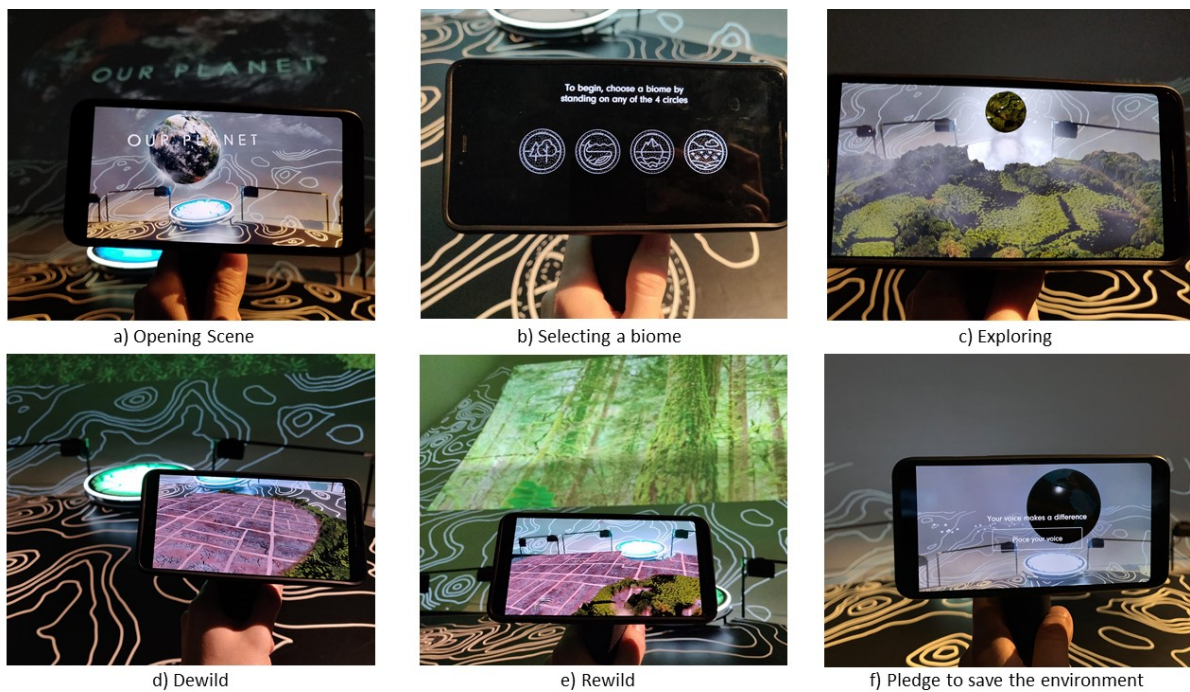 OUR PLANET
OUR PLANET
a) Opening Scene
To begin, choose a biome by
standing on any of the 4 circles
b) Selecting a biome
c) Exploring
d) Dewild
e) Rewild
Your voice makes a difference
Place your voice
f) Pledge to save the environment